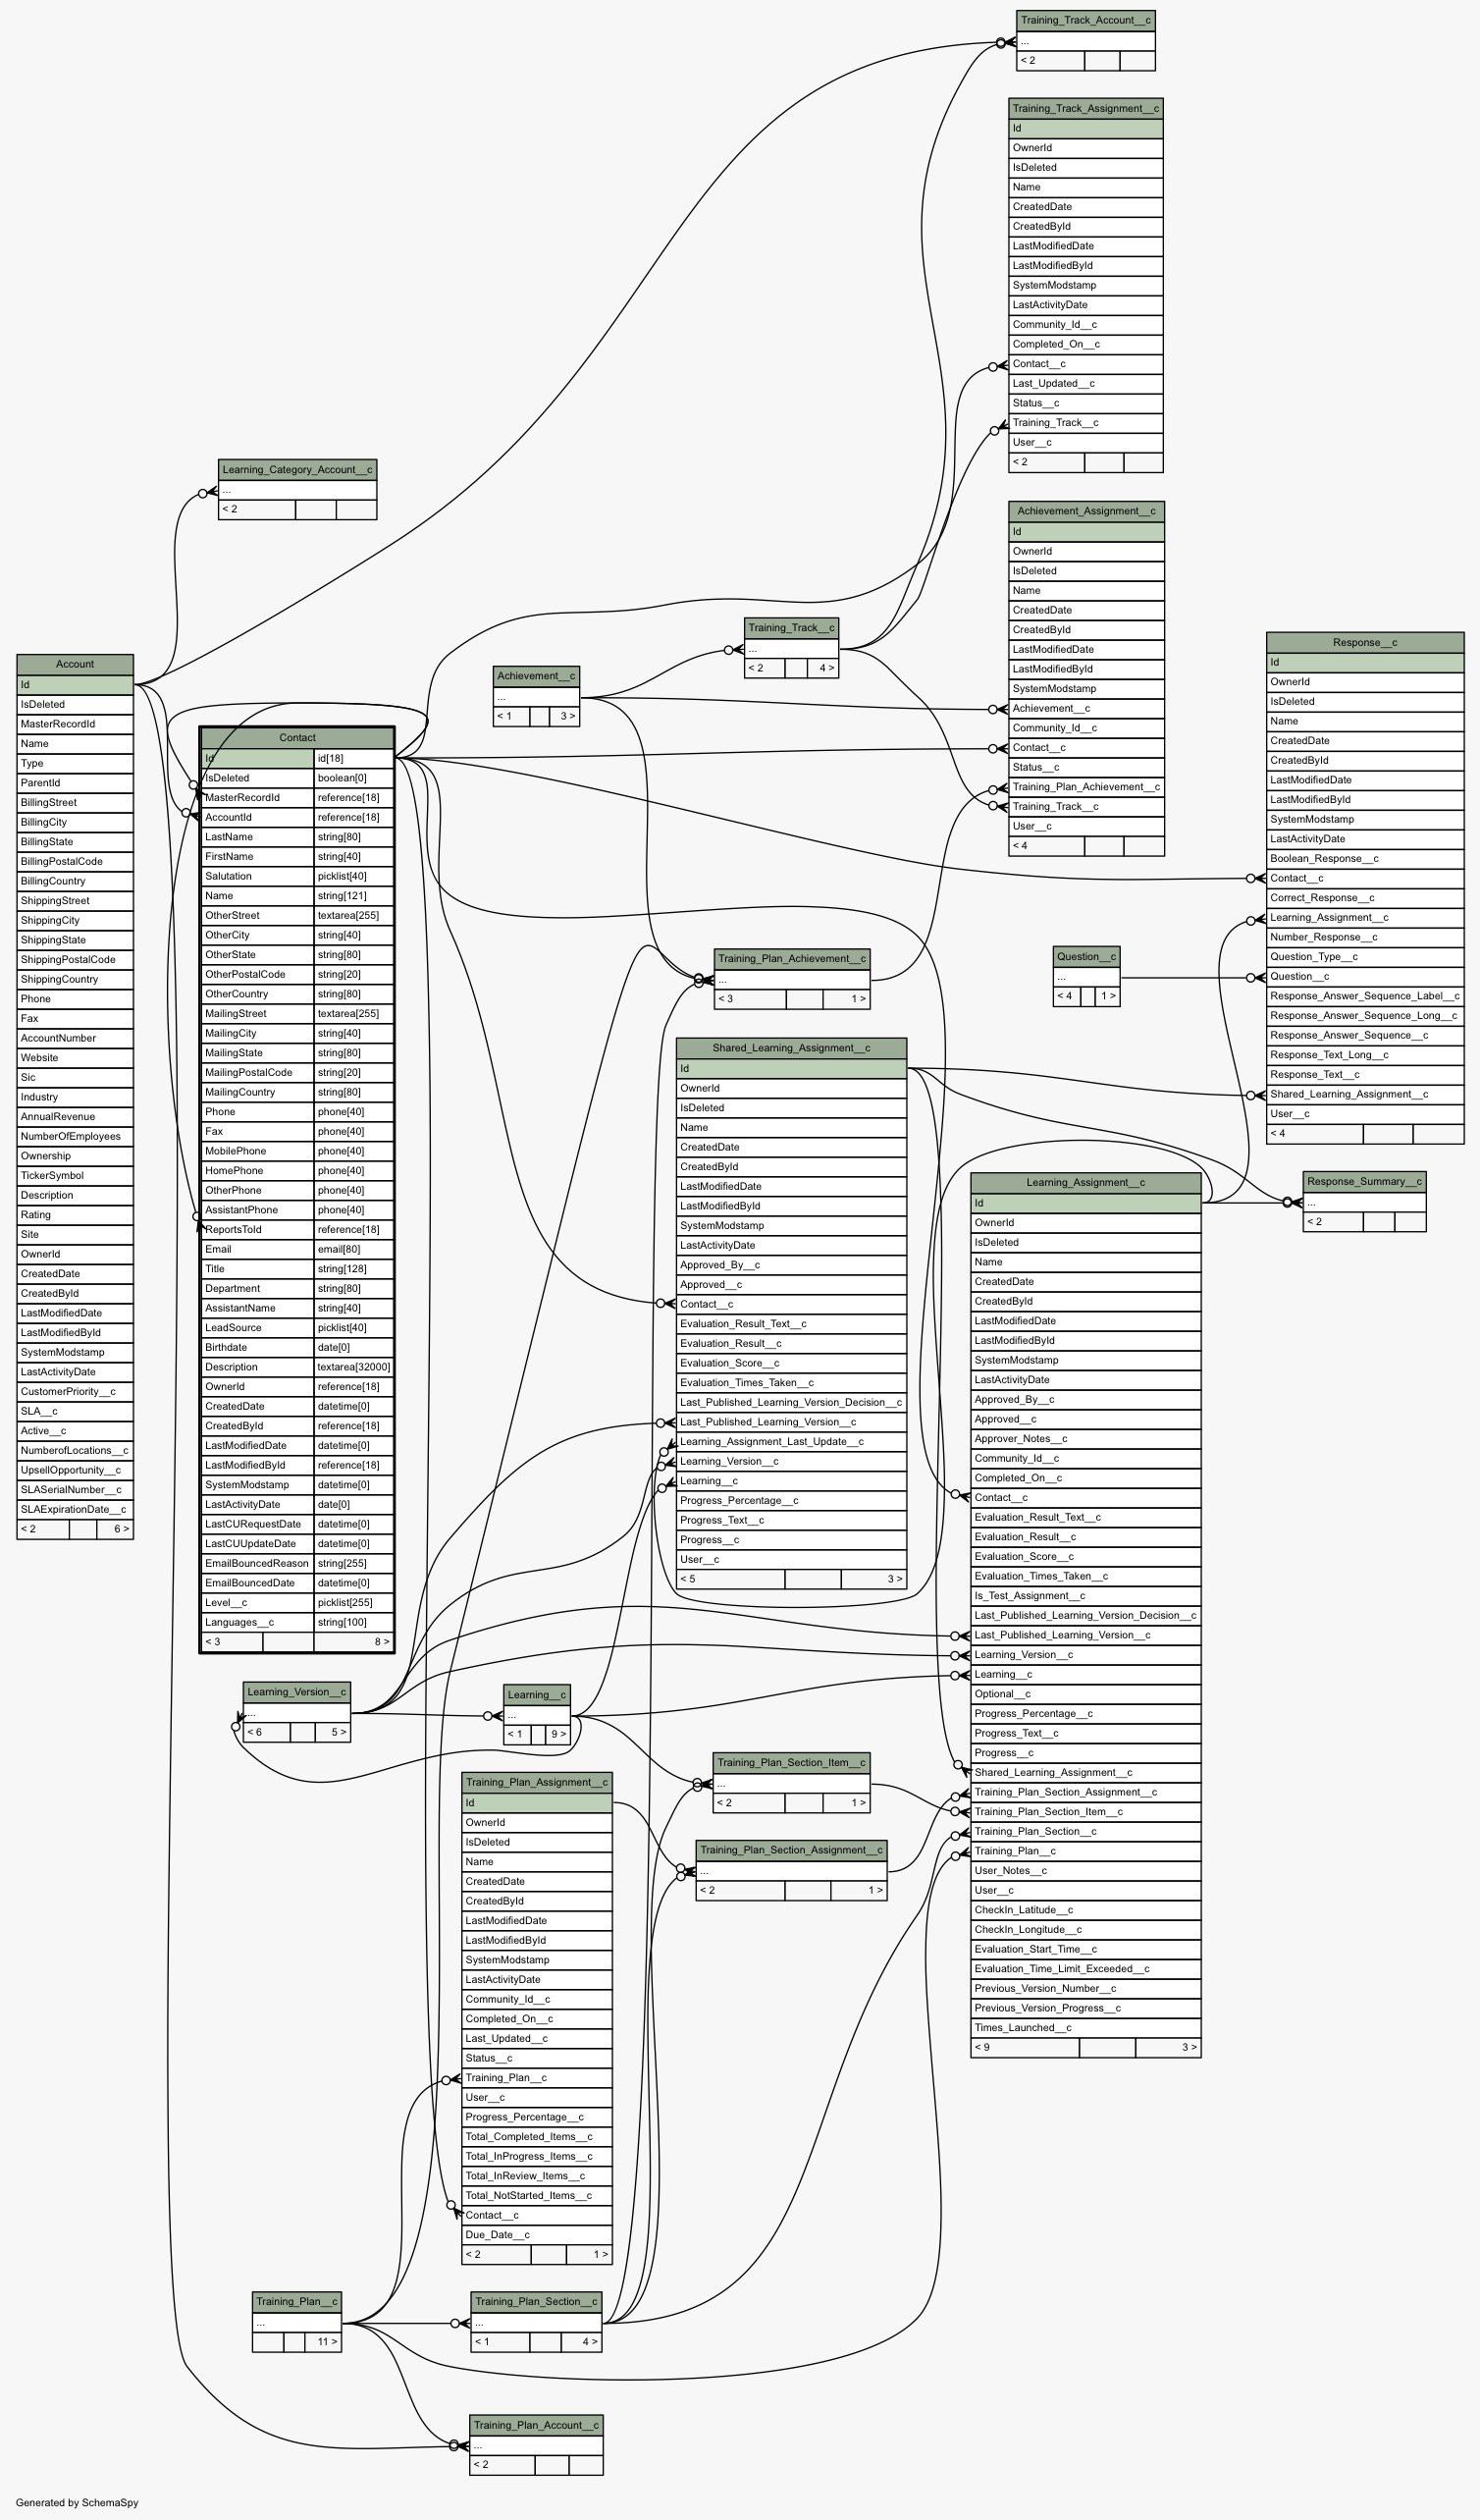 Training_Track_Account__c
...
< 2
Training_Track_Assignment__c
Id
OwnerId
IsDeleted
Name
CreatedDate
CreatedById
LastModifiedDate
LastModifiedById
SystemModstamp
LastActivityDate
Community_Id__c
Completed_On__c
Contact__c
Last_Updated__c
Status__c
Training_Track__c
User__c
< 2
Learning_Category_Account__c
...
< 2
Achievement_Assignment__c
Id
OwnerId
IsDeleted
Name
CreatedDate
CreatedById
LastModifiedDate
LastModifiedById
SystemModstamp
Achievement__c
Community_Id__c
Contact__c
Status__c
Training_Plan_Achievement__c
Training_Track__c
User__c
< 4
Training_Track__c
...
< 2 4 >
Achievement__c
...
< 1 3 >
Response__c
Id
OwnerId
IsDeleted
Name
CreatedDate
CreatedById
LastModifiedDate
LastModifiedById
SystemModstamp
LastActivityDate
Boolean_Response__c
Contact__c
Correct_Response__c
Learning_Assignment__c
Number_Response__c
Question_Type__c
Question__c
Response_Answer_Sequence_Label__c
Response_Answer_Sequence_Long__c
Response_Answer_Sequence__c
Response_Text_Long__c
Response_Text__c
Shared_Learning_Assignment__c
User__c
< 4
Account
Id
IsDeleted
MasterRecordId
Name
Type
ParentId
BillingStreet
BillingCity
BillingState
BillingPostalCode
BillingCountry
ShippingStreet
ShippingCity
ShippingState
ShippingPostalCode
ShippingCountry
Phone
Fax
AccountNumber
Website
Sic
Industry
AnnualRevenue
NumberOfEmployees
Ownership
TickerSymbol
Description
Rating
Site
OwnerId
CreatedDate
CreatedById
LastModifiedDate
LastModifiedById
SystemModstamp
LastActivityDate
CustomerPriority__c
SLA__c
Active__c
NumberofLocations__c
UpsellOpportunity__c
SLASerialNumber__c
SLAExpirationDate__c
< 2 6 >
Contact
Id id[18]
IsDeleted boolean[0]
MasterRecordId reference[18]
AccountId reference[18]
LastName string[80]
FirstName string[40]
Salutation picklist[40]
Name string[121]
OtherStreet textarea[255]
OtherCity string[40]
OtherState string[80]
OtherPostalCode string[20]
OtherCountry string[80]
MailingStreet textarea[255]
MailingCity string[40]
MailingState string[80]
MailingPostalCode string[20]
MailingCountry string[80]
Phone phone[40]
Fax phone[40]
MobilePhone phone[40]
HomePhone phone[40]
OtherPhone phone[40]
AssistantPhone phone[40]
ReportsToId reference[18]
Email email[80]
Title string[128]
Department string[80]
AssistantName string[40]
LeadSource picklist[40]
Birthdate date[0]
Description textarea[32000]
OwnerId reference[18]
CreatedDate datetime[0]
CreatedById reference[18]
LastModifiedDate datetime[0]
LastModifiedById reference[18]
SystemModstamp datetime[0]
LastActivityDate date[0]
LastCURequestDate datetime[0]
LastCUUpdateDate datetime[0]
EmailBouncedReason string[255]
EmailBouncedDate datetime[0]
Level__c picklist[255]
Languages__c string[100]
< 3 8 >
Training_Plan_Achievement__c
...
< 3 1 >
Question__c
...
< 4 1 >
Shared_Learning_Assignment__c
Id
OwnerId
IsDeleted
Name
CreatedDate
CreatedById
LastModifiedDate
LastModifiedById
SystemModstamp
LastActivityDate
Approved_By__c
Approved__c
Contact__c
Evaluation_Result_Text__c
Evaluation_Result__c
Evaluation_Score__c
Evaluation_Times_Taken__c
Last_Published_Learning_Version_Decision__c
Last_Published_Learning_Version__c
Learning_Assignment_Last_Update__c
Learning_Version__c
Learning__c
Progress_Percentage__c
Progress_Text__c
Progress__c
User__c
< 5 3 >
Response_Summary__c
...
< 2
Learning_Assignment__c
Id
OwnerId
IsDeleted
Name
CreatedDate
CreatedById
LastModifiedDate
LastModifiedById
SystemModstamp
LastActivityDate
Approved_By__c
Approved__c
Approver_Notes__c
Community_Id__c
Completed_On__c
Contact__c
Evaluation_Result_Text__c
Evaluation_Result__c
Evaluation_Score__c
Evaluation_Times_Taken__c
Is_Test_Assignment__c
Last_Published_Learning_Version_Decision__c
Last_Published_Learning_Version__c
Learning_Version__c
Learning__c
Optional__c
Progress_Percentage__c
Progress_Text__c
Progress__c
Shared_Learning_Assignment__c
Training_Plan_Section_Assignment__c
Training_Plan_Section_Item__c
Training_Plan_Section__c
Training_Plan__c
User_Notes__c
User__c
CheckIn_Latitude__c
CheckIn_Longitude__c
Evaluation_Start_Time__c
Evaluation_Time_Limit_Exceeded__c
Previous_Version_Number__c
Previous_Version_Progress__c
Times_Launched__c
< 9 3 >
Learning_Version__c
...
< 6 5 >
Learning__c
...
< 1 9 >
Training_Plan_Section_Item__c
...
< 2 1 >
Training_Plan_Section_Assignment__c
...
< 2 1 >
Training_Plan_Assignment__c
Id
OwnerId
IsDeleted
Name
CreatedDate
CreatedById
LastModifiedDate
LastModifiedById
SystemModstamp
LastActivityDate
Community_Id__c
Completed_On__c
Last_Updated__c
Status__c
Training_Plan__c
User__c
Progress_Percentage__c
Total_Completed_Items__c
Total_InProgress_Items__c
Total_InReview_Items__c
Total_NotStarted_Items__c
Contact__c
Due_Date__c
< 2 1 >
Training_Plan__c
...
11 >
Training_Plan_Section__c
...
< 1 4 >
Training_Plan_Account__c
...
< 2
Generated by SchemaSpy